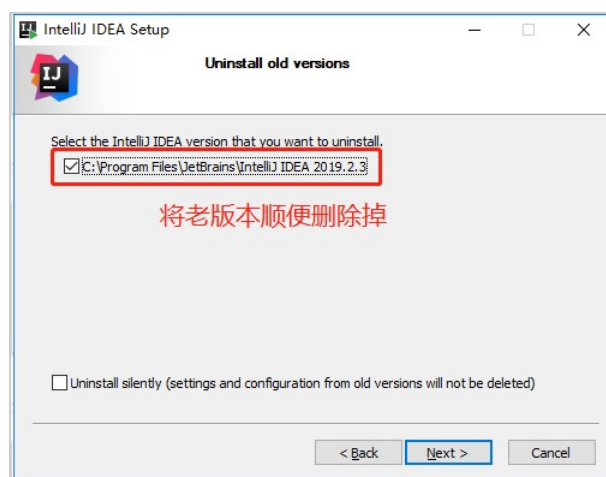 IntelliJ IDEA Setup
Uninstall old versions
Select the IntelliJ IDEA version that you want to uninstall.
C:\Program Files\JetBrains\IntelliJ IDEA 2019.2.3
将老版本顺便删除掉
Uninstall silently (settings and configuration from old versions will not be deleted)
< Back Next > Cancel